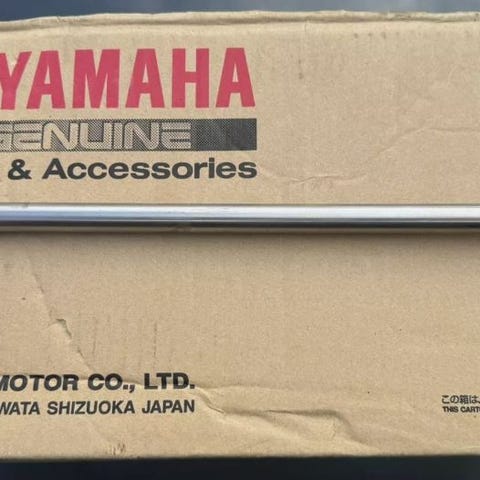 YAMAHA
GENUINE
& Accessories
MOTOR CO., LTD.
WATA SHIZUOKA JAPAN
この箱は、
THIS CART